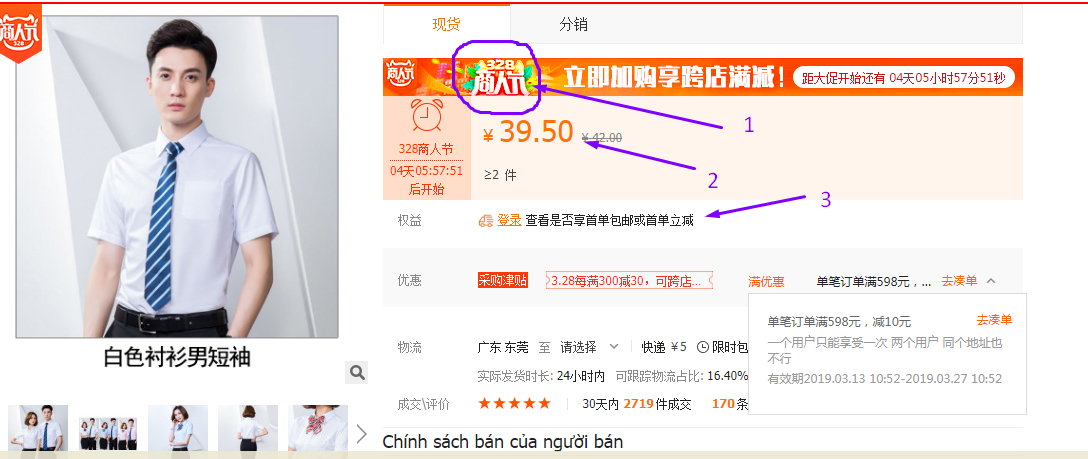 商人节
328
白色衬衫男短袖
现货 分销
商人节
328
商人节
立即加购享跨店满减!
距大促开始还有 04天05小时57分51秒
1
328商人节
04天05:57:51
后开始
¥ 39.50 ¥ 42.00
2
≥2 件
3
权益 登录 查看是否享首单包邮或首单立减
优惠 采购津贴 3.28每满300减30，可跨店... 满优惠 单笔订单满598元，... 去凑单
单笔订单满598元，减10元 去凑单
一个用户只能享受一次 两个用户 同个地址也
不行
有效期2019.03.13 10:52-2019.03.27 10:52
物流 广东 东莞 至 请选择 快递 ¥5 限时包
实际发货时长: 24小时内 可跟踪物流占比: 16.40%
成交\评价 ★★★★★ 30天内 2719件成交 170条
Chính sách bán của người bán